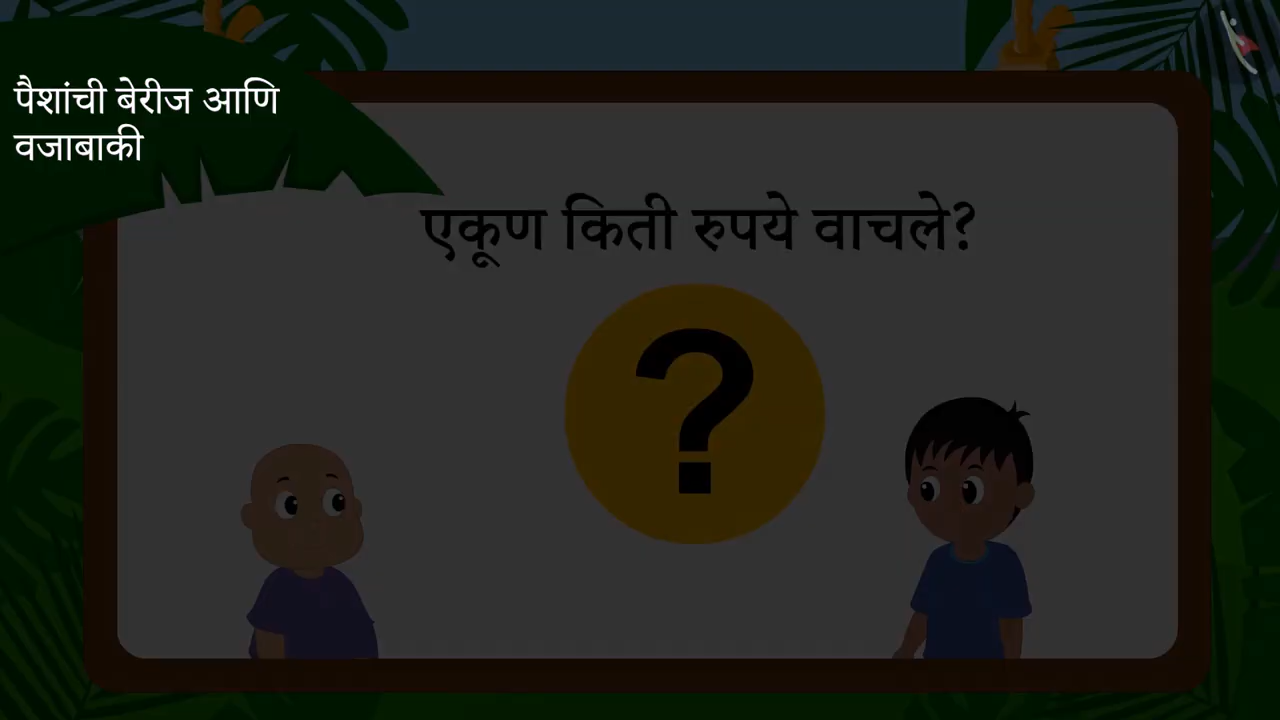 पैशांची बेरीज आणि
वजाबाकी
एकूण किती रुपये वाचले?
?